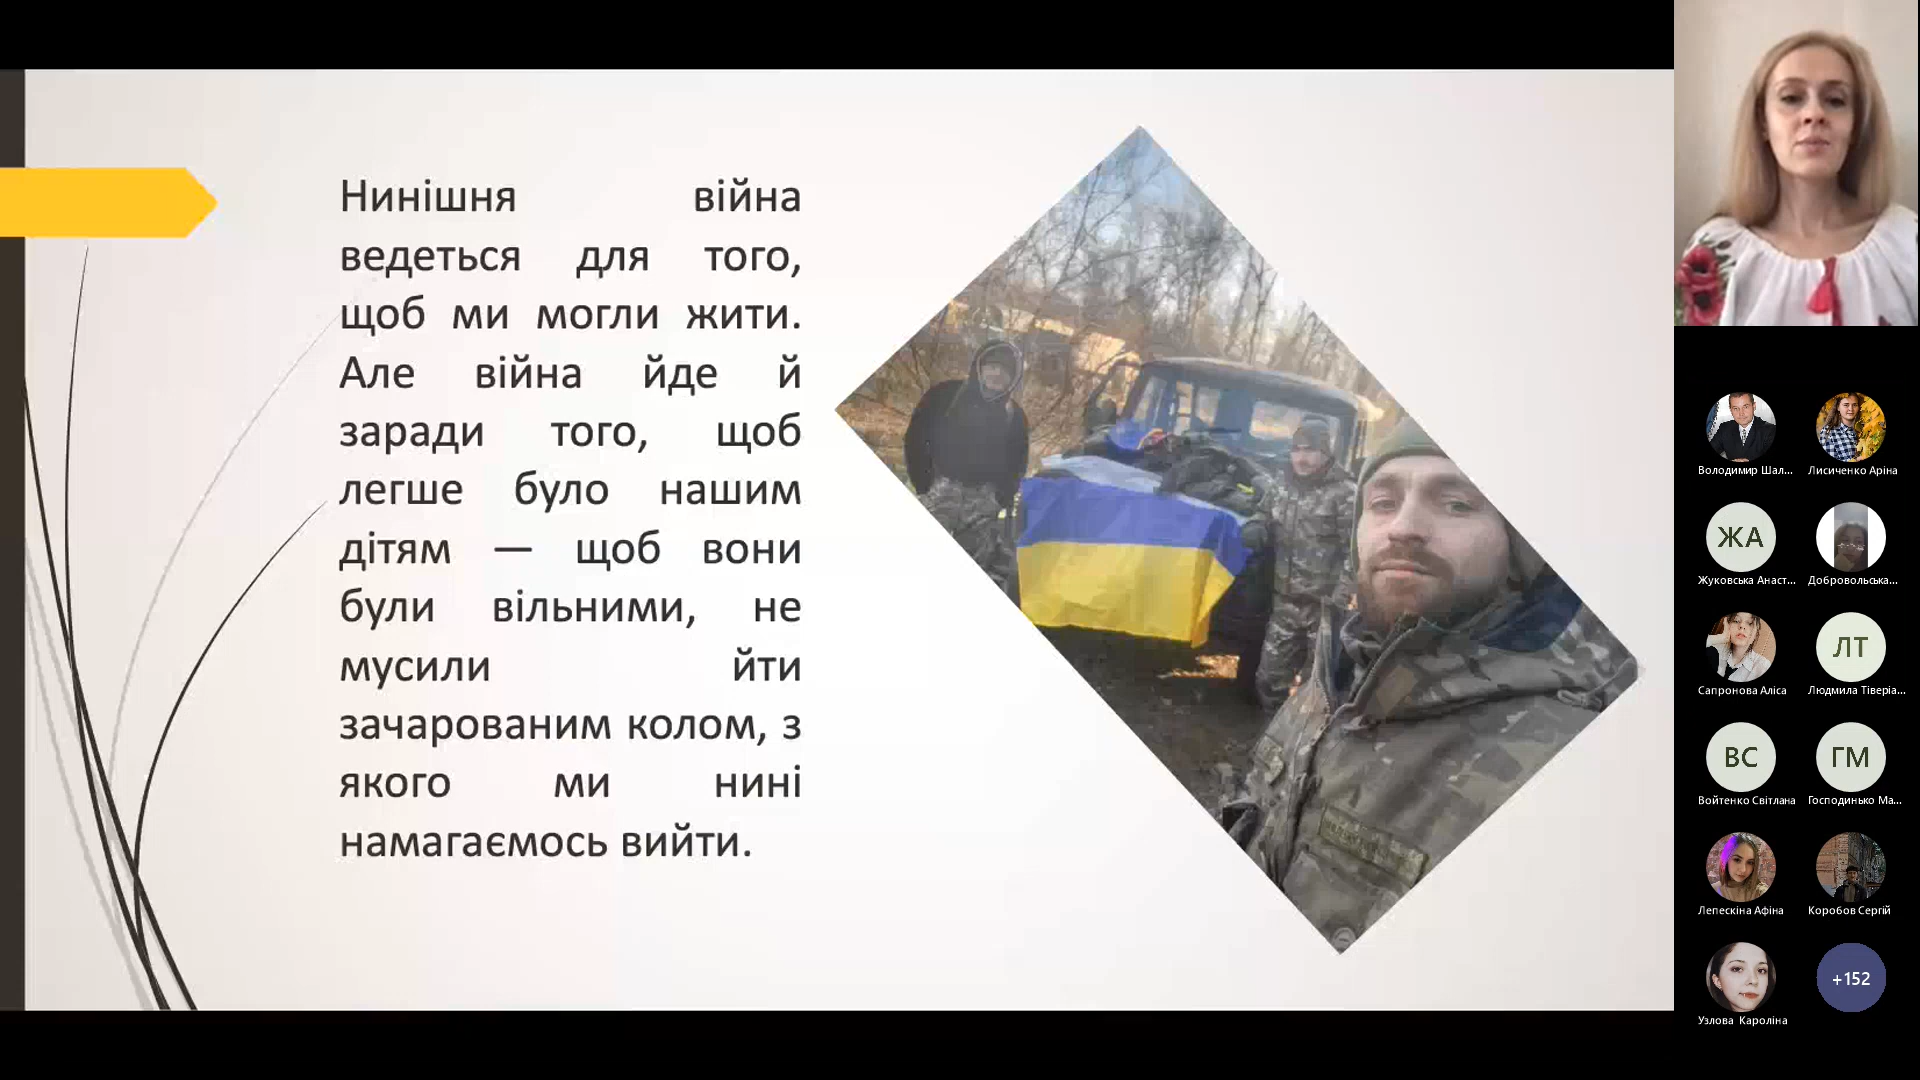 Нинішня війна
ведеться для того,
щоб ми могли жити.
Але війна йде й
заради того, щоб
легше було нашим
дітям — щоб вони
були вільними, не
мусили йти
зачарованим колом, з
якого ми нині
намагаємось вийти.
Володимир Шал...
Лисиченко Аріна
ЖА
Жуковська Анаст...
Добровольська...
Сапронова Аліса
ЛТ
Людмила Тіверіа...
ВС
Войтенко Світлана
ГМ
Господинько Ма...
Лепескіна Афіна
Коробов Сергій
Узлова Кароліна
+152